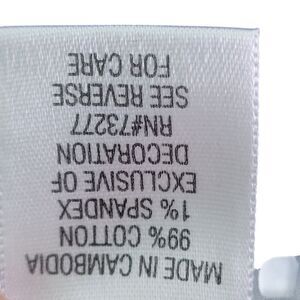 MADE IN CAMBODIA
99% COTTON
1% SPANDEX
EXCLUSIVE OF
DECORATION
RN#73277
SEE REVERSE
FOR CARE